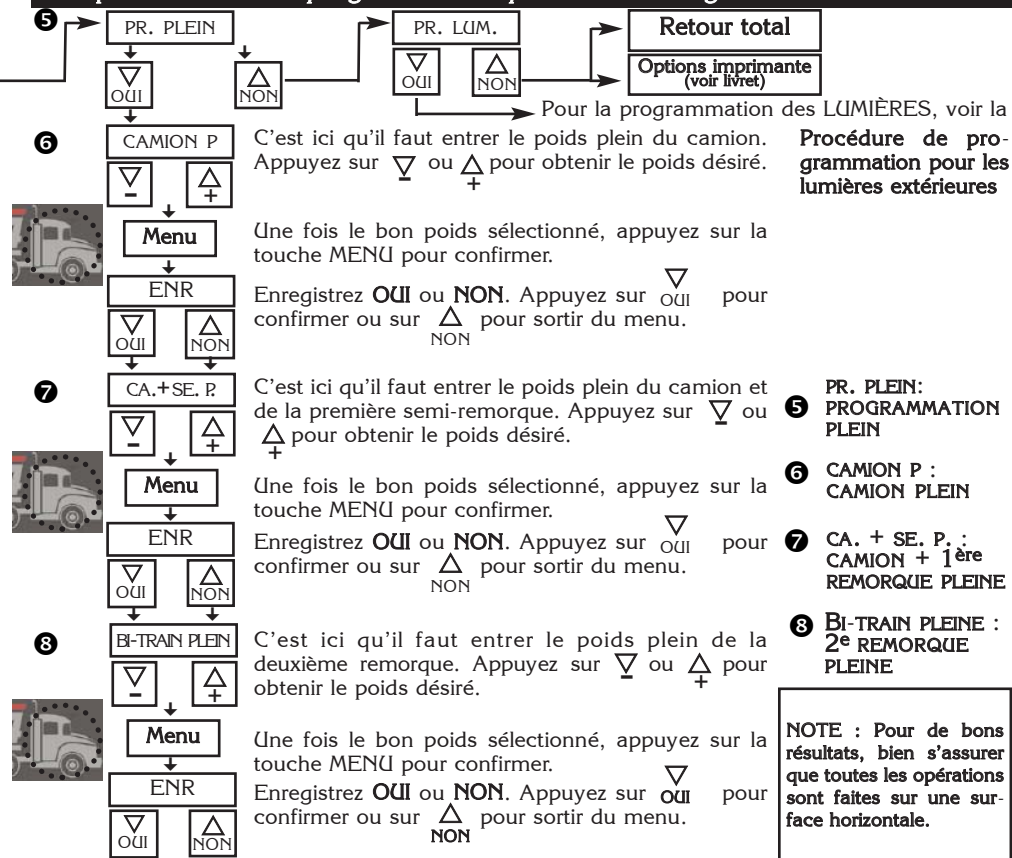 ❺ PR. PLEIN PR. LUM. Retour total
▽ OUI △ NON ▽ OUI △ NON Options imprimante
(voir livret)
Pour la programmation des LUMIÈRES, voir la
Procédure de pro-
grammation pour les
lumières extérieures
❻ CAMION P
C'est ici qu'il faut entrer le poids plein du camion.
Appuyez sur ▽ - ou △ + pour obtenir le poids désiré.
▽ - △ +
Menu
Une fois le bon poids sélectionné, appuyez sur la
touche MENU pour confirmer.
ENR
Enregistrez OUI ou NON. Appuyez sur ▽ OUI pour
confirmer ou sur △ NON pour sortir du menu.
▽ OUI △ NON
❼ CA.+SE. P.
C'est ici qu'il faut entrer le poids plein du camion et
de la première semi-remorque. Appuyez sur ▽ - ou
△ + pour obtenir le poids désiré.
▽ - △ +
Menu
Une fois le bon poids sélectionné, appuyez sur la
touche MENU pour confirmer.
ENR
Enregistrez OUI ou NON. Appuyez sur ▽ OUI pour
confirmer ou sur △ NON pour sortir du menu.
▽ OUI △ NON
❽ BI-TRAIN PLEIN
C'est ici qu'il faut entrer le poids plein de la
deuxième remorque. Appuyez sur ▽ - ou △ + pour
obtenir le poids désiré.
▽ - △ +
Menu
Une fois le bon poids sélectionné, appuyez sur la
touche MENU pour confirmer.
ENR
Enregistrez OUI ou NON. Appuyez sur ▽ OUI pour
confirmer ou sur △ NON pour sortir du menu.
▽ OUI △ NON
PR. PLEIN:
❺ PROGRAMMATION
PLEIN
❻ CAMION P :
CAMION PLEIN
❼ CA. + SE. P. :
CAMION + 1ère
REMORQUE PLEINE
❽ BI-TRAIN PLEINE :
2e REMORQUE
PLEINE
NOTE : Pour de bons
résultats, bien s'assurer
que toutes les opérations
sont faites sur une sur-
face horizontale.